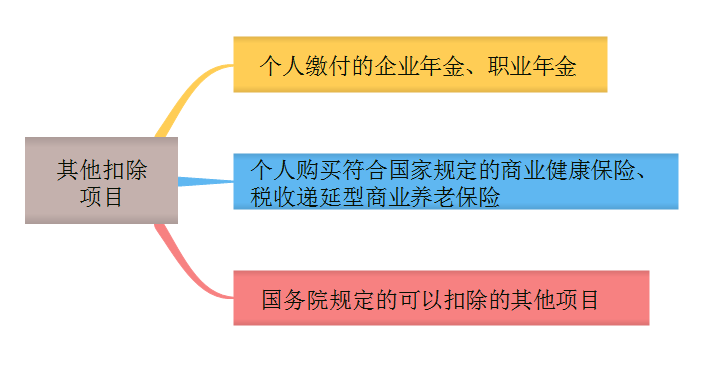 其他扣除
项目
个人缴付的企业年金、职业年金
个人购买符合国家规定的商业健康保险、
税收递延型商业养老保险
国务院规定的可以扣除的其他项目